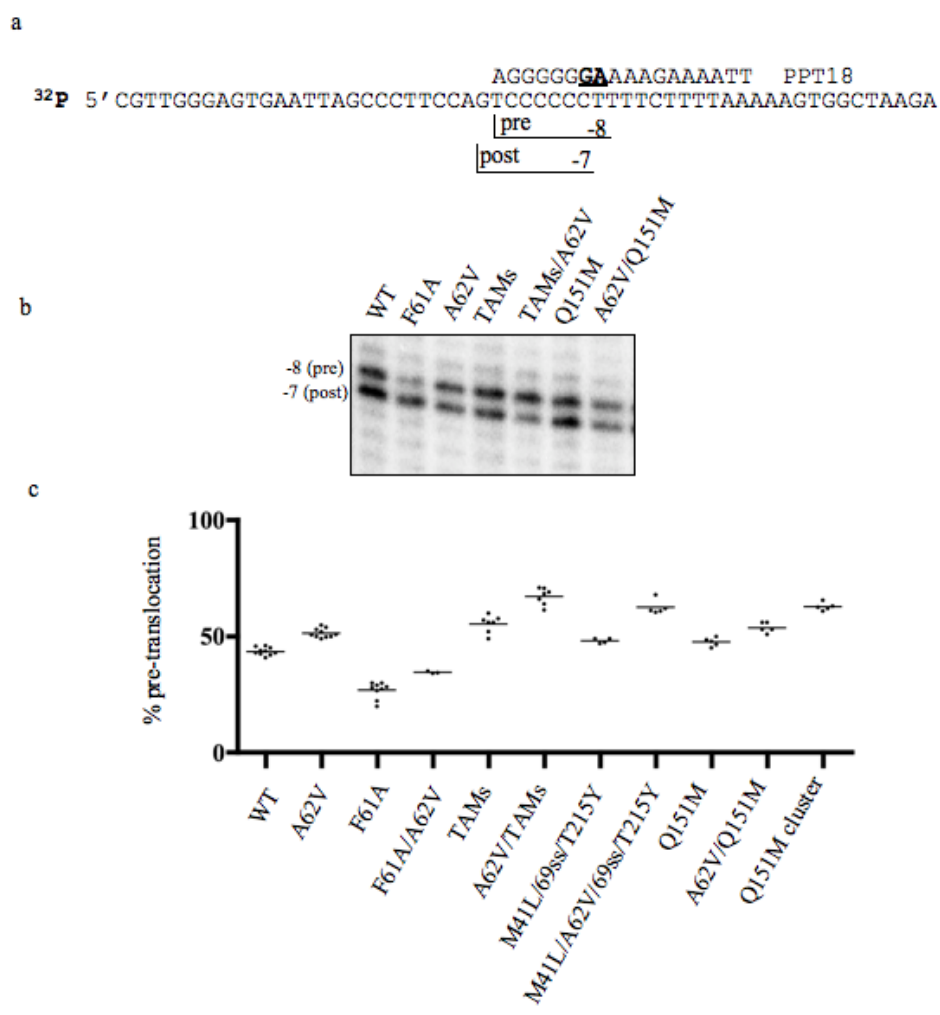 a
AGGGGGGAAAAGAAAATT PPT18
32P 5′CGTTGGGAGTGAATTAGCCCTTCCAGTCCCCCCTTTTCTTTTAAAAAGTGGCTAAGA
pre -8
post -7
b
WT F61A A62V TAMs TAMs/A62V Q151M A62V/Q151M
-8 (pre)
-7 (post)
c
% pre-translocation
100
50
0
WT A62V F61A F61A/A62V TAMs A62V/TAMs M41L/69ss/T215Y M41L/A62V/69ss/T215Y Q151M A62V/Q151M Q151M cluster